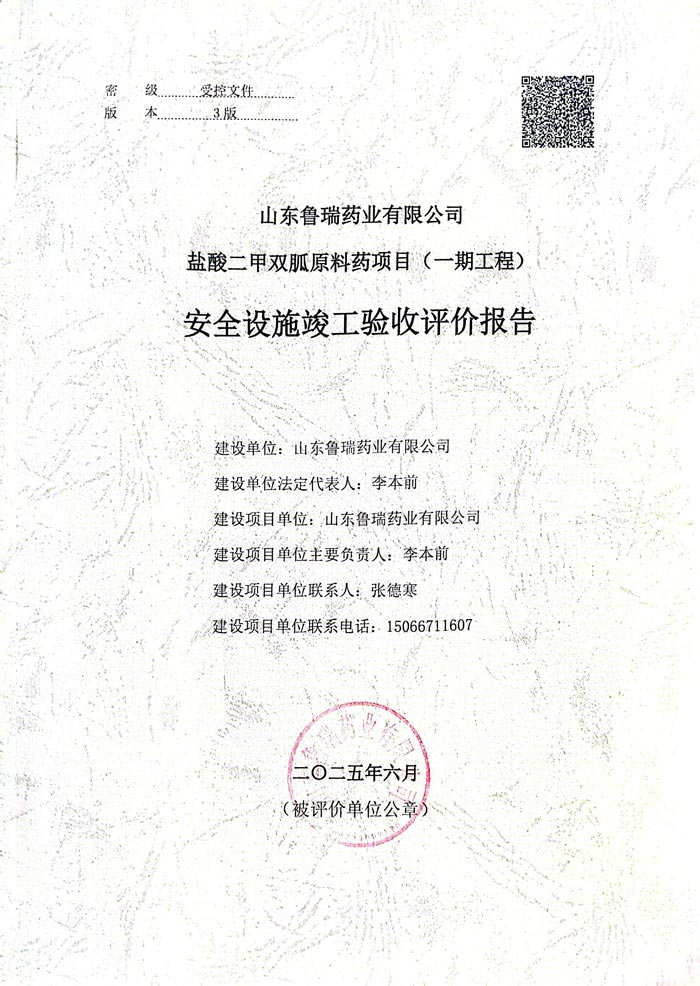 密 级 受控文件
版 本 3版
山东鲁瑞药业有限公司
盐酸二甲双胍原料药项目（一期工程）
安全设施竣工验收评价报告
建设单位：山东鲁瑞药业有限公司
建设单位法定代表人：李本前
建设项目单位：山东鲁瑞药业有限公司
建设项目单位主要负责人：李本前
建设项目单位联系人：张德寒
建设项目单位联系电话：15066711607
二〇二五年六月
（被评价单位公章）